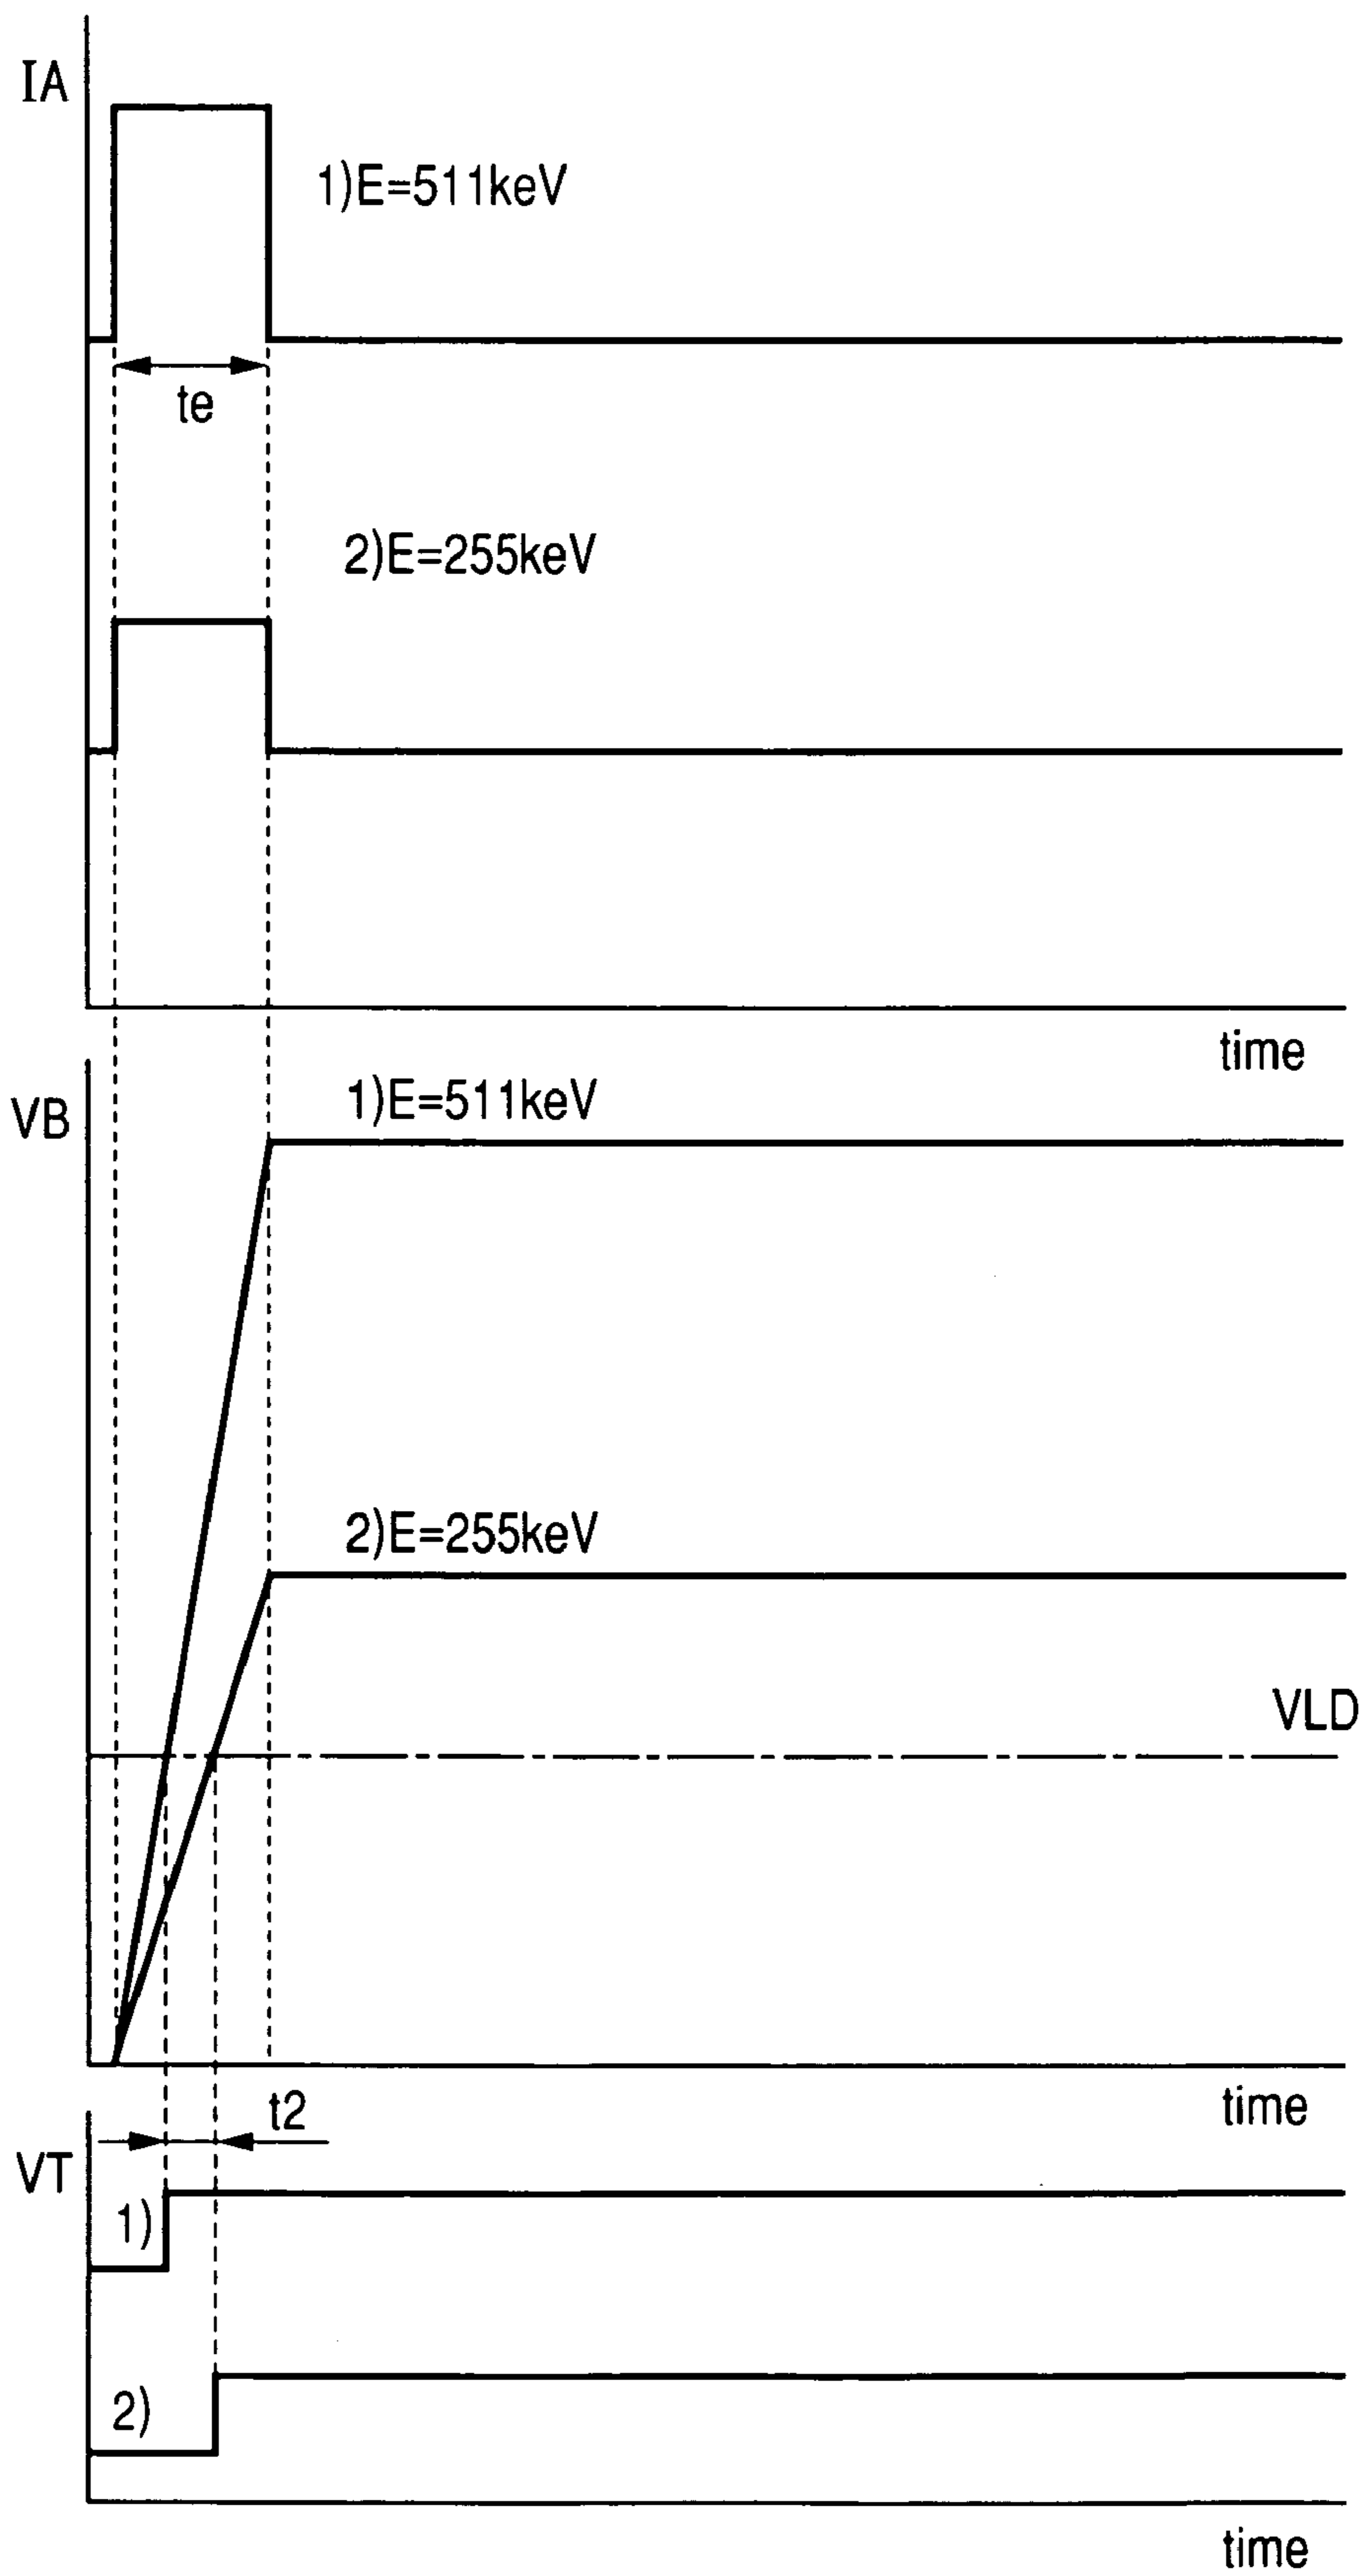 IA
1)E=511keV
te
2)E=255keV
time
VB
1)E=511keV
2)E=255keV
VLD
time
t2
VT
1)
2)
time